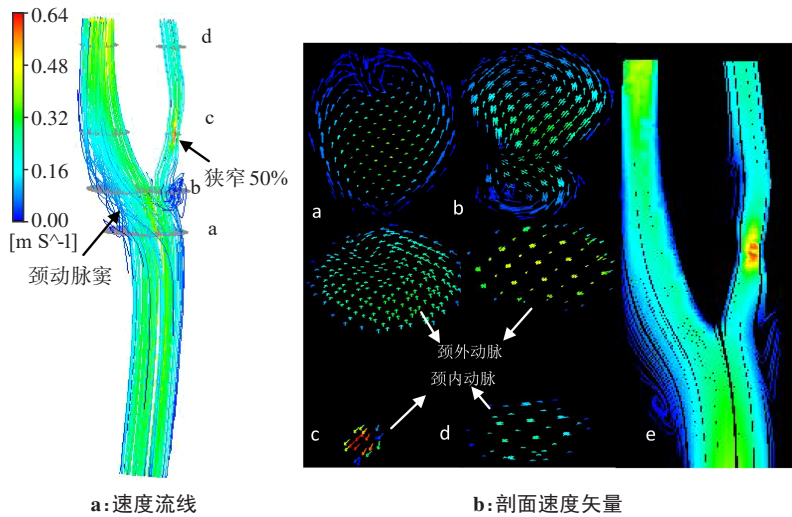 0.64
0.48
0.32
0.16
0.00
[m S^-1]
d
c
狭窄 50%
b
a
颈动脉窦
a
b
颈外动脉
颈内动脉
c
d
e
a:速度流线
b:剖面速度矢量